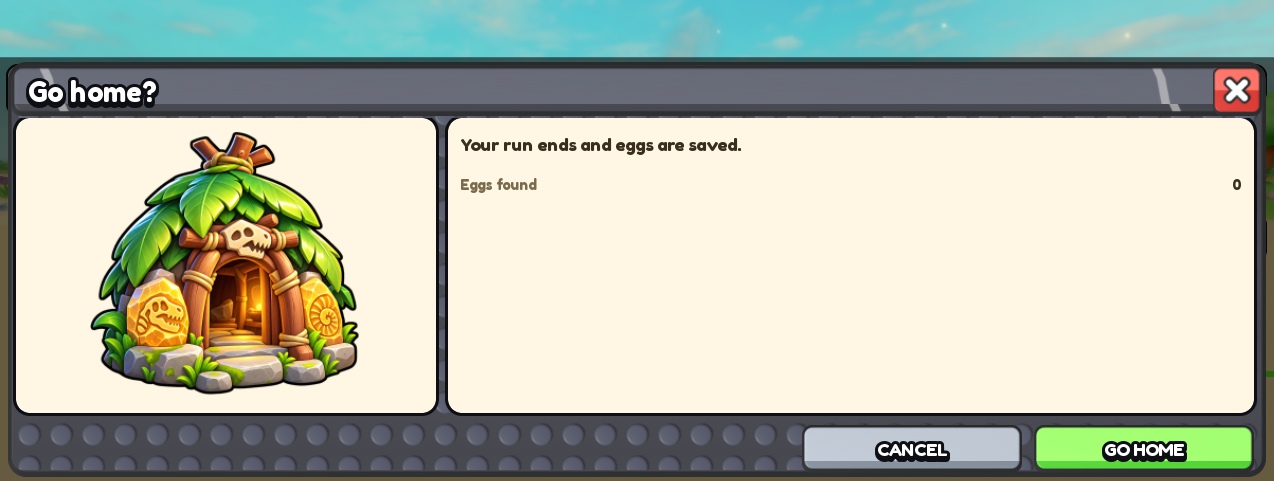 Go home?
Your run ends and eggs are saved.
Eggs found 0
CANCEL
GO HOME